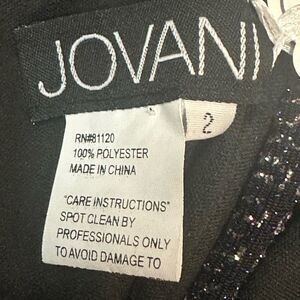 JOVANI
2
RN#81120
100% POLYESTER
MADE IN CHINA
"CARE INSTRUCTIONS"
SPOT CLEAN BY
PROFESSIONALS ONLY
TO AVOID DAMAGE TO